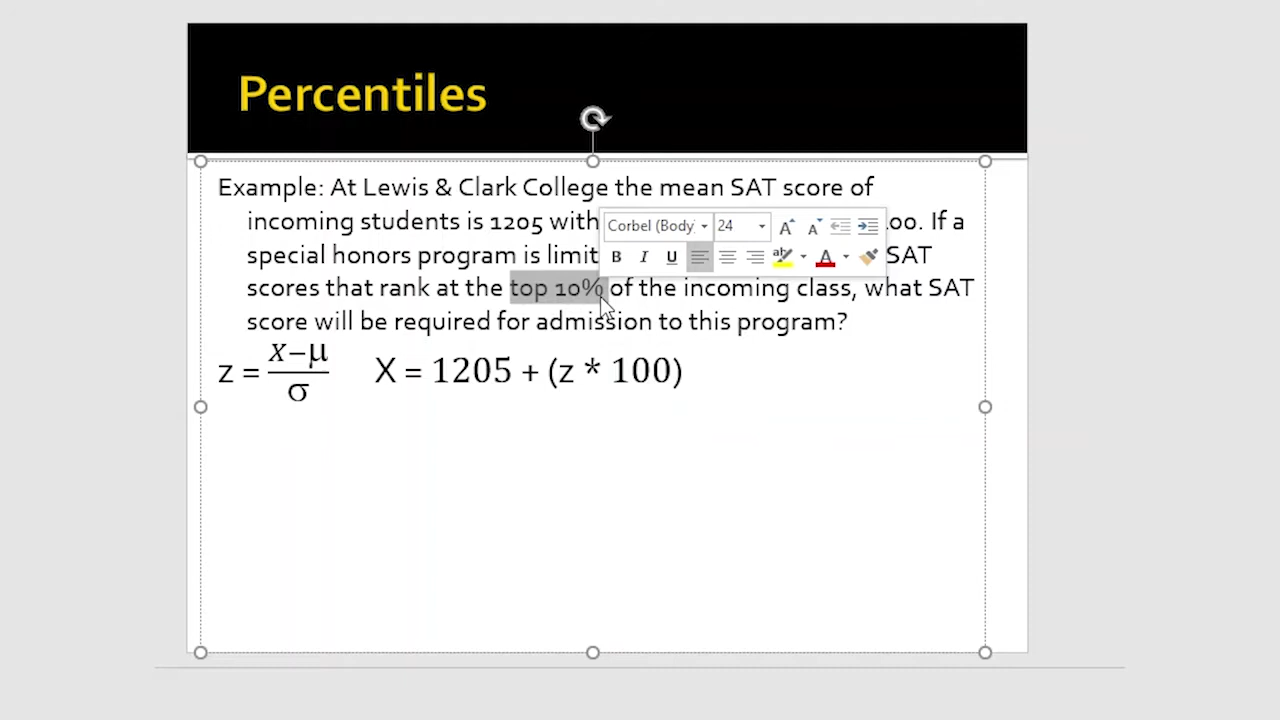 Percentiles
Example: At Lewis & Clark College the mean SAT score of
incoming students is 1205 with 00. If a
Corbel (Body) 24
special honors program is limit SAT
B I U ab A
scores that rank at the top 10% of the incoming class, what SAT
score will be required for admission to this program?
z = X−μ
σ
X = 1205 + (z * 100)